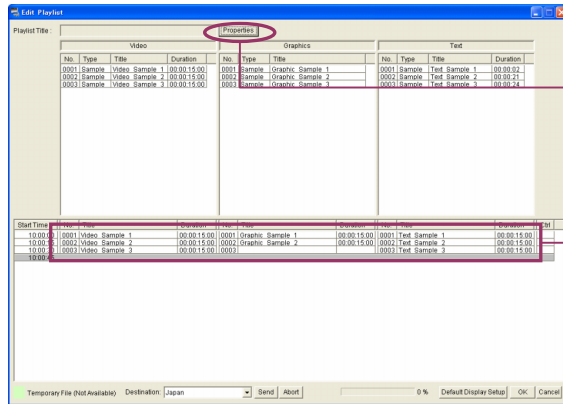 Edit Playlist
Playlist Title : Properties
Video Graphics Text
No. Type Title Duration No. Type Title No. Type Title Duration
0001 Sample Video Sample 1 00:00:15:00 0001 Sample Graphic Sample 1 0001 Sample Text Sample 1 00:00:02
0002 Sample Video Sample 2 00:00:15:00 0002 Sample Graphic Sample 2 0002 Sample Text Sample 2 00:00:21
0003 Sample Video Sample 3 00:00:15:00 0003 Sample Graphic Sample 3 0003 Sample Text Sample 3 00:00:24
Start Time No. Title Duration No. Title Duration No. Title Duration Ctrl
10:00:00 0001 Video Sample 1 00:00:15:00 0001 Graphic Sample 1 00:00:15:00 0001 Text Sample 1 00:00:15:00
10:00:15 0002 Video Sample 2 00:00:15:00 0002 Graphic Sample 2 00:00:15:00 0002 Text Sample 2 00:00:15:00
10:00:30 0003 Video Sample 3 00:00:15:00 0003 0003 Text Sample 3 00:00:15:00
10:00:45
Temporary File (Not Available) Destination: Japan Send Abort 0 % Default Display Setup OK Cancel